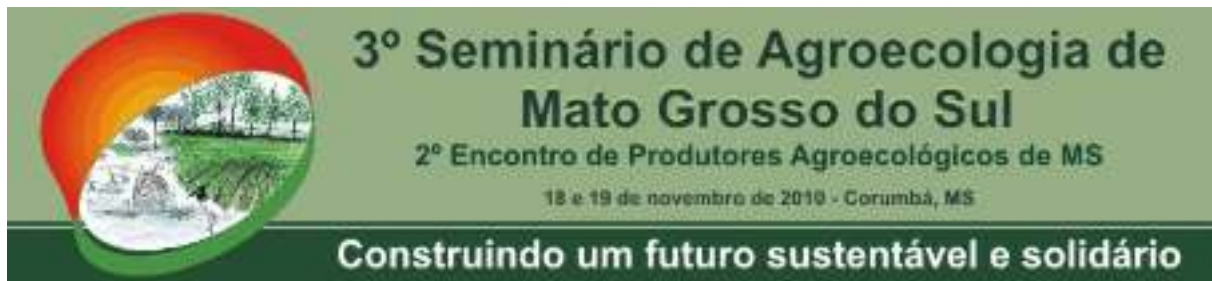 3º Seminário de Agroecologia de
Mato Grosso do Sul
2º Encontro de Produtores Agroecológicos de MS
18 e 19 de novembro de 2010 - Corumbá, MS
Construindo um futuro sustentável e solidário